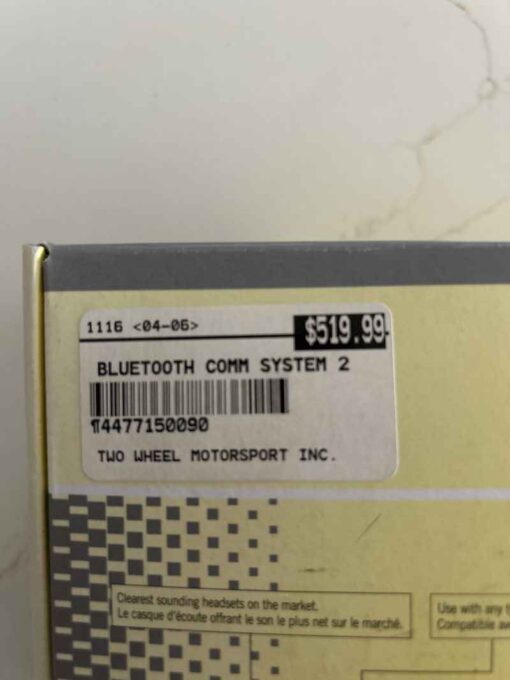 1116 <04-06>
$519.99
BLUETOOTH COMM SYSTEM 2
¶4477150090
TWO WHEEL MOTORSPORT INC.
Clearest sounding headsets on the market.
Le casque d'écoute offrant le son le plus net sur le marché.
Use with any
Compatible